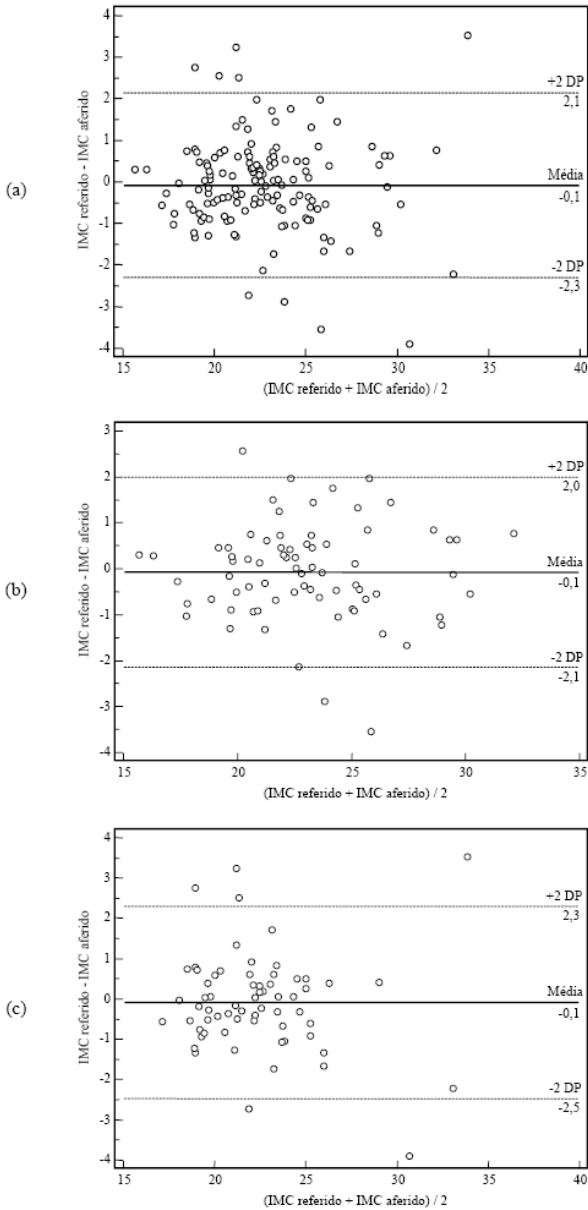 4
3
+2 DP
2
2,1
1
Média
0
-0,1
-1
-2 DP
-2
-2,3
-3
-4
IMC referido - IMC aferido
(a)
15 20 25 30 35 40
(IMC referido + IMC aferido) / 2
3
+2 DP
2
2,0
1
Média
0
-0,1
-1
-2 DP
-2
-2,1
-3
-4
IMC referido - IMC aferido
(b)
15 20 25 30 35
(IMC referido + IMC aferido) / 2
4
3
+2 DP
2
2,3
1
Média
0
-0,1
-1
-2 DP
-2
-2,5
-3
-4
IMC referido - IMC aferido
(c)
15 20 25 30 35 40
(IMC referido + IMC aferido) / 2